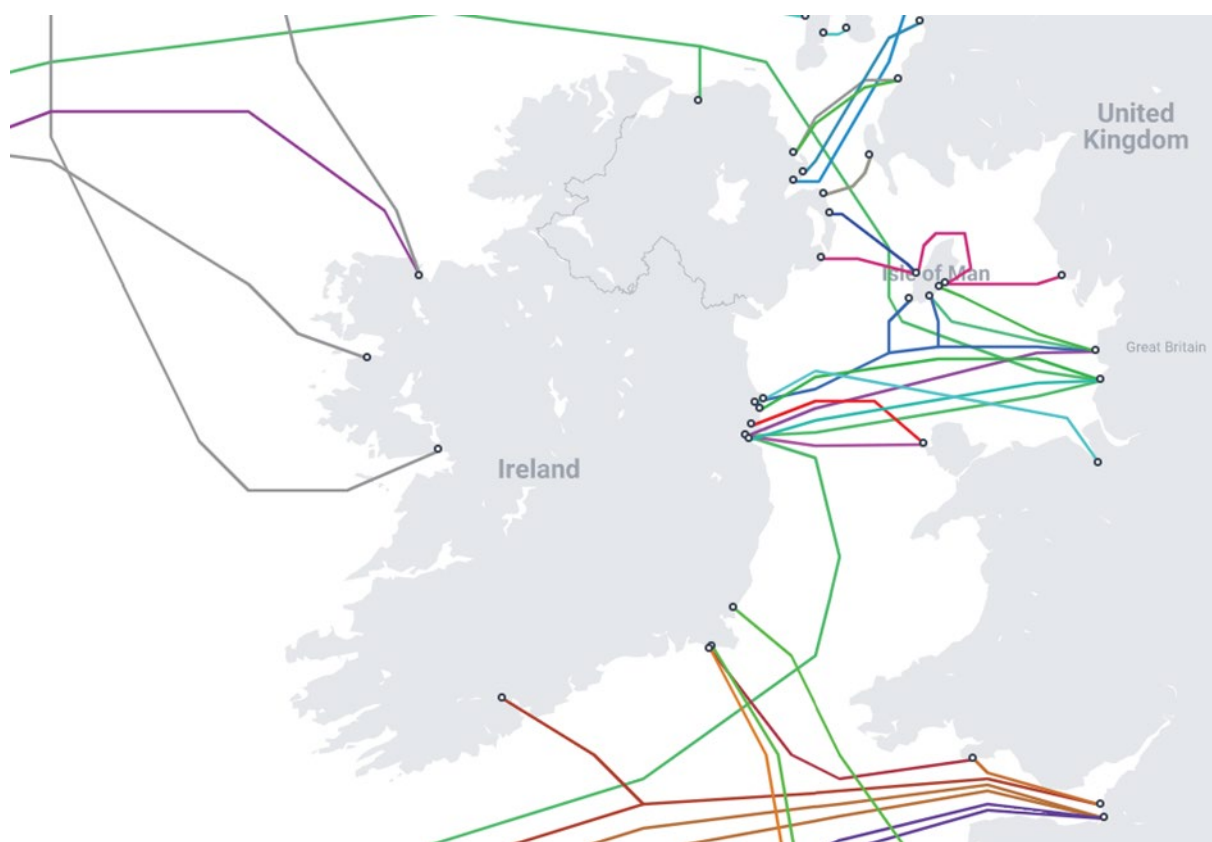 United
Kingdom
Isle of Man
Great Britain
Ireland